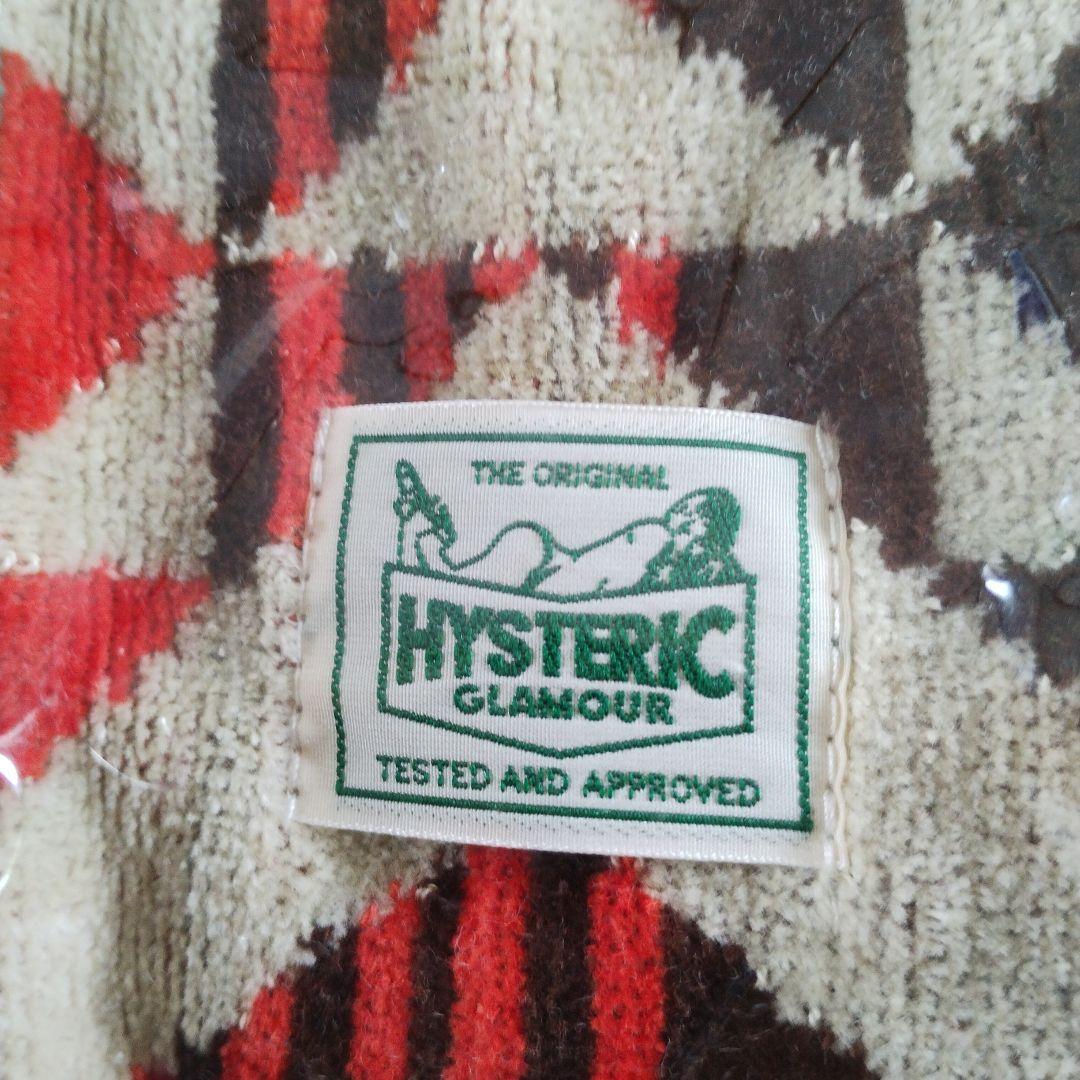 THE ORIGINAL
HYSTERIC
GLAMOUR
TESTED AND APPROVED